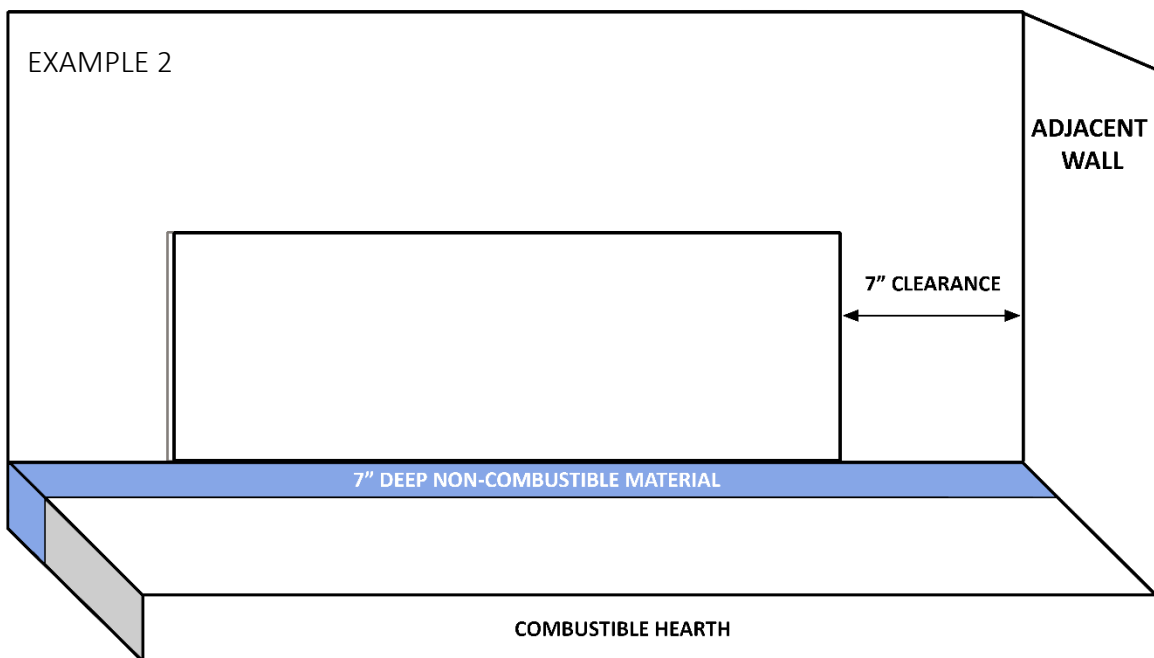 EXAMPLE 2
ADJACENT
WALL
7” CLEARANCE
7” DEEP NON-COMBUSTIBLE MATERIAL
COMBUSTIBLE HEARTH